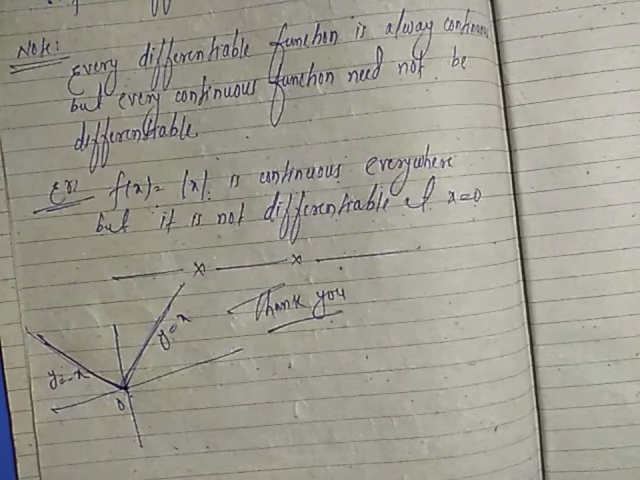 Note:
Every differentiable function is alway continuous
but every continuous function need not be
differentiable.
Ex:
f(x)= |x|. is continuous everywhere
but it is not differentiable at x=0
x x
Thank you
y=x
y=-x
0